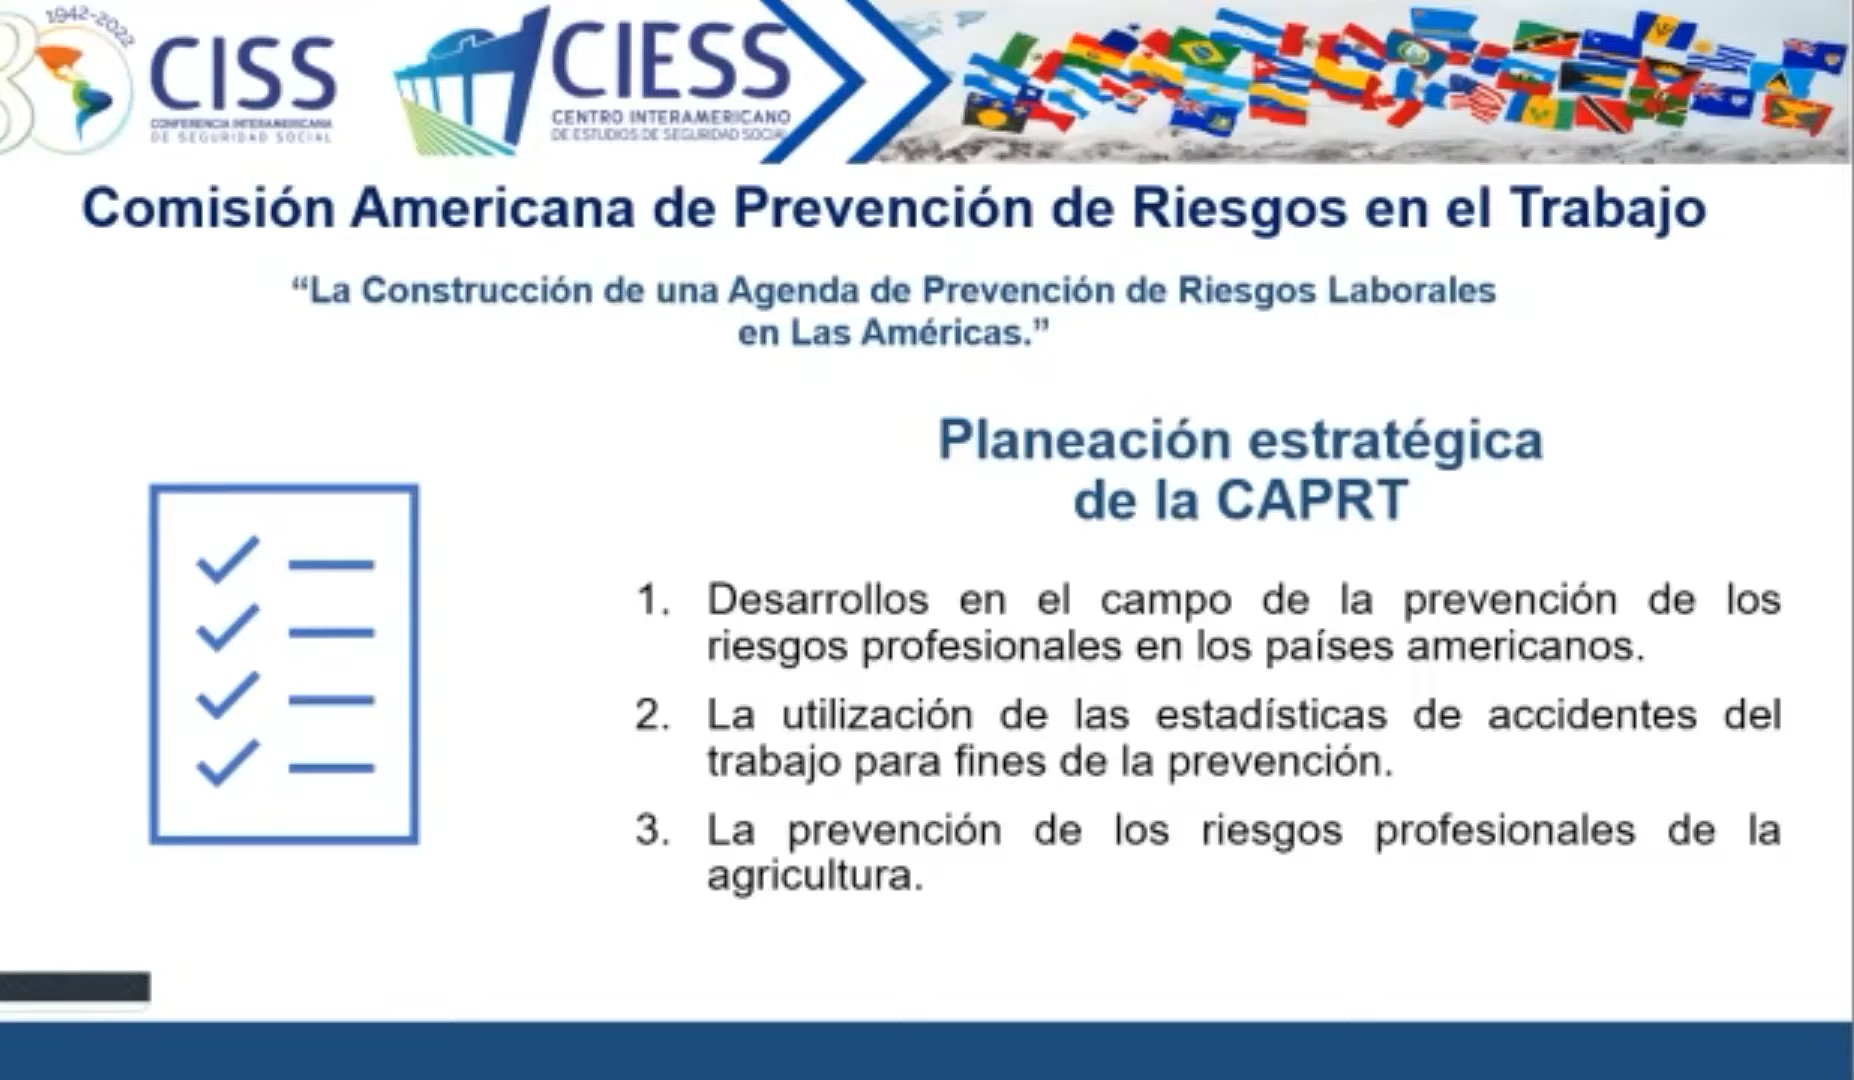 1942-2022
CISS
CONFERENCIA INTERAMERICANA
DE SEGURIDAD SOCIAL
CIESS
CENTRO INTERAMERICANO
DE ESTUDIOS DE SEGURIDAD SOCIAL
Comisión Americana de Prevención de Riesgos en el Trabajo
“La Construcción de una Agenda de Prevención de Riesgos Laborales
en Las Américas.”
Planeación estratégica
de la CAPRT
1. Desarrollos en el campo de la prevención de los
riesgos profesionales en los países americanos.
2. La utilización de las estadísticas de accidentes del
trabajo para fines de la prevención.
3. La prevención de los riesgos profesionales de la
agricultura.